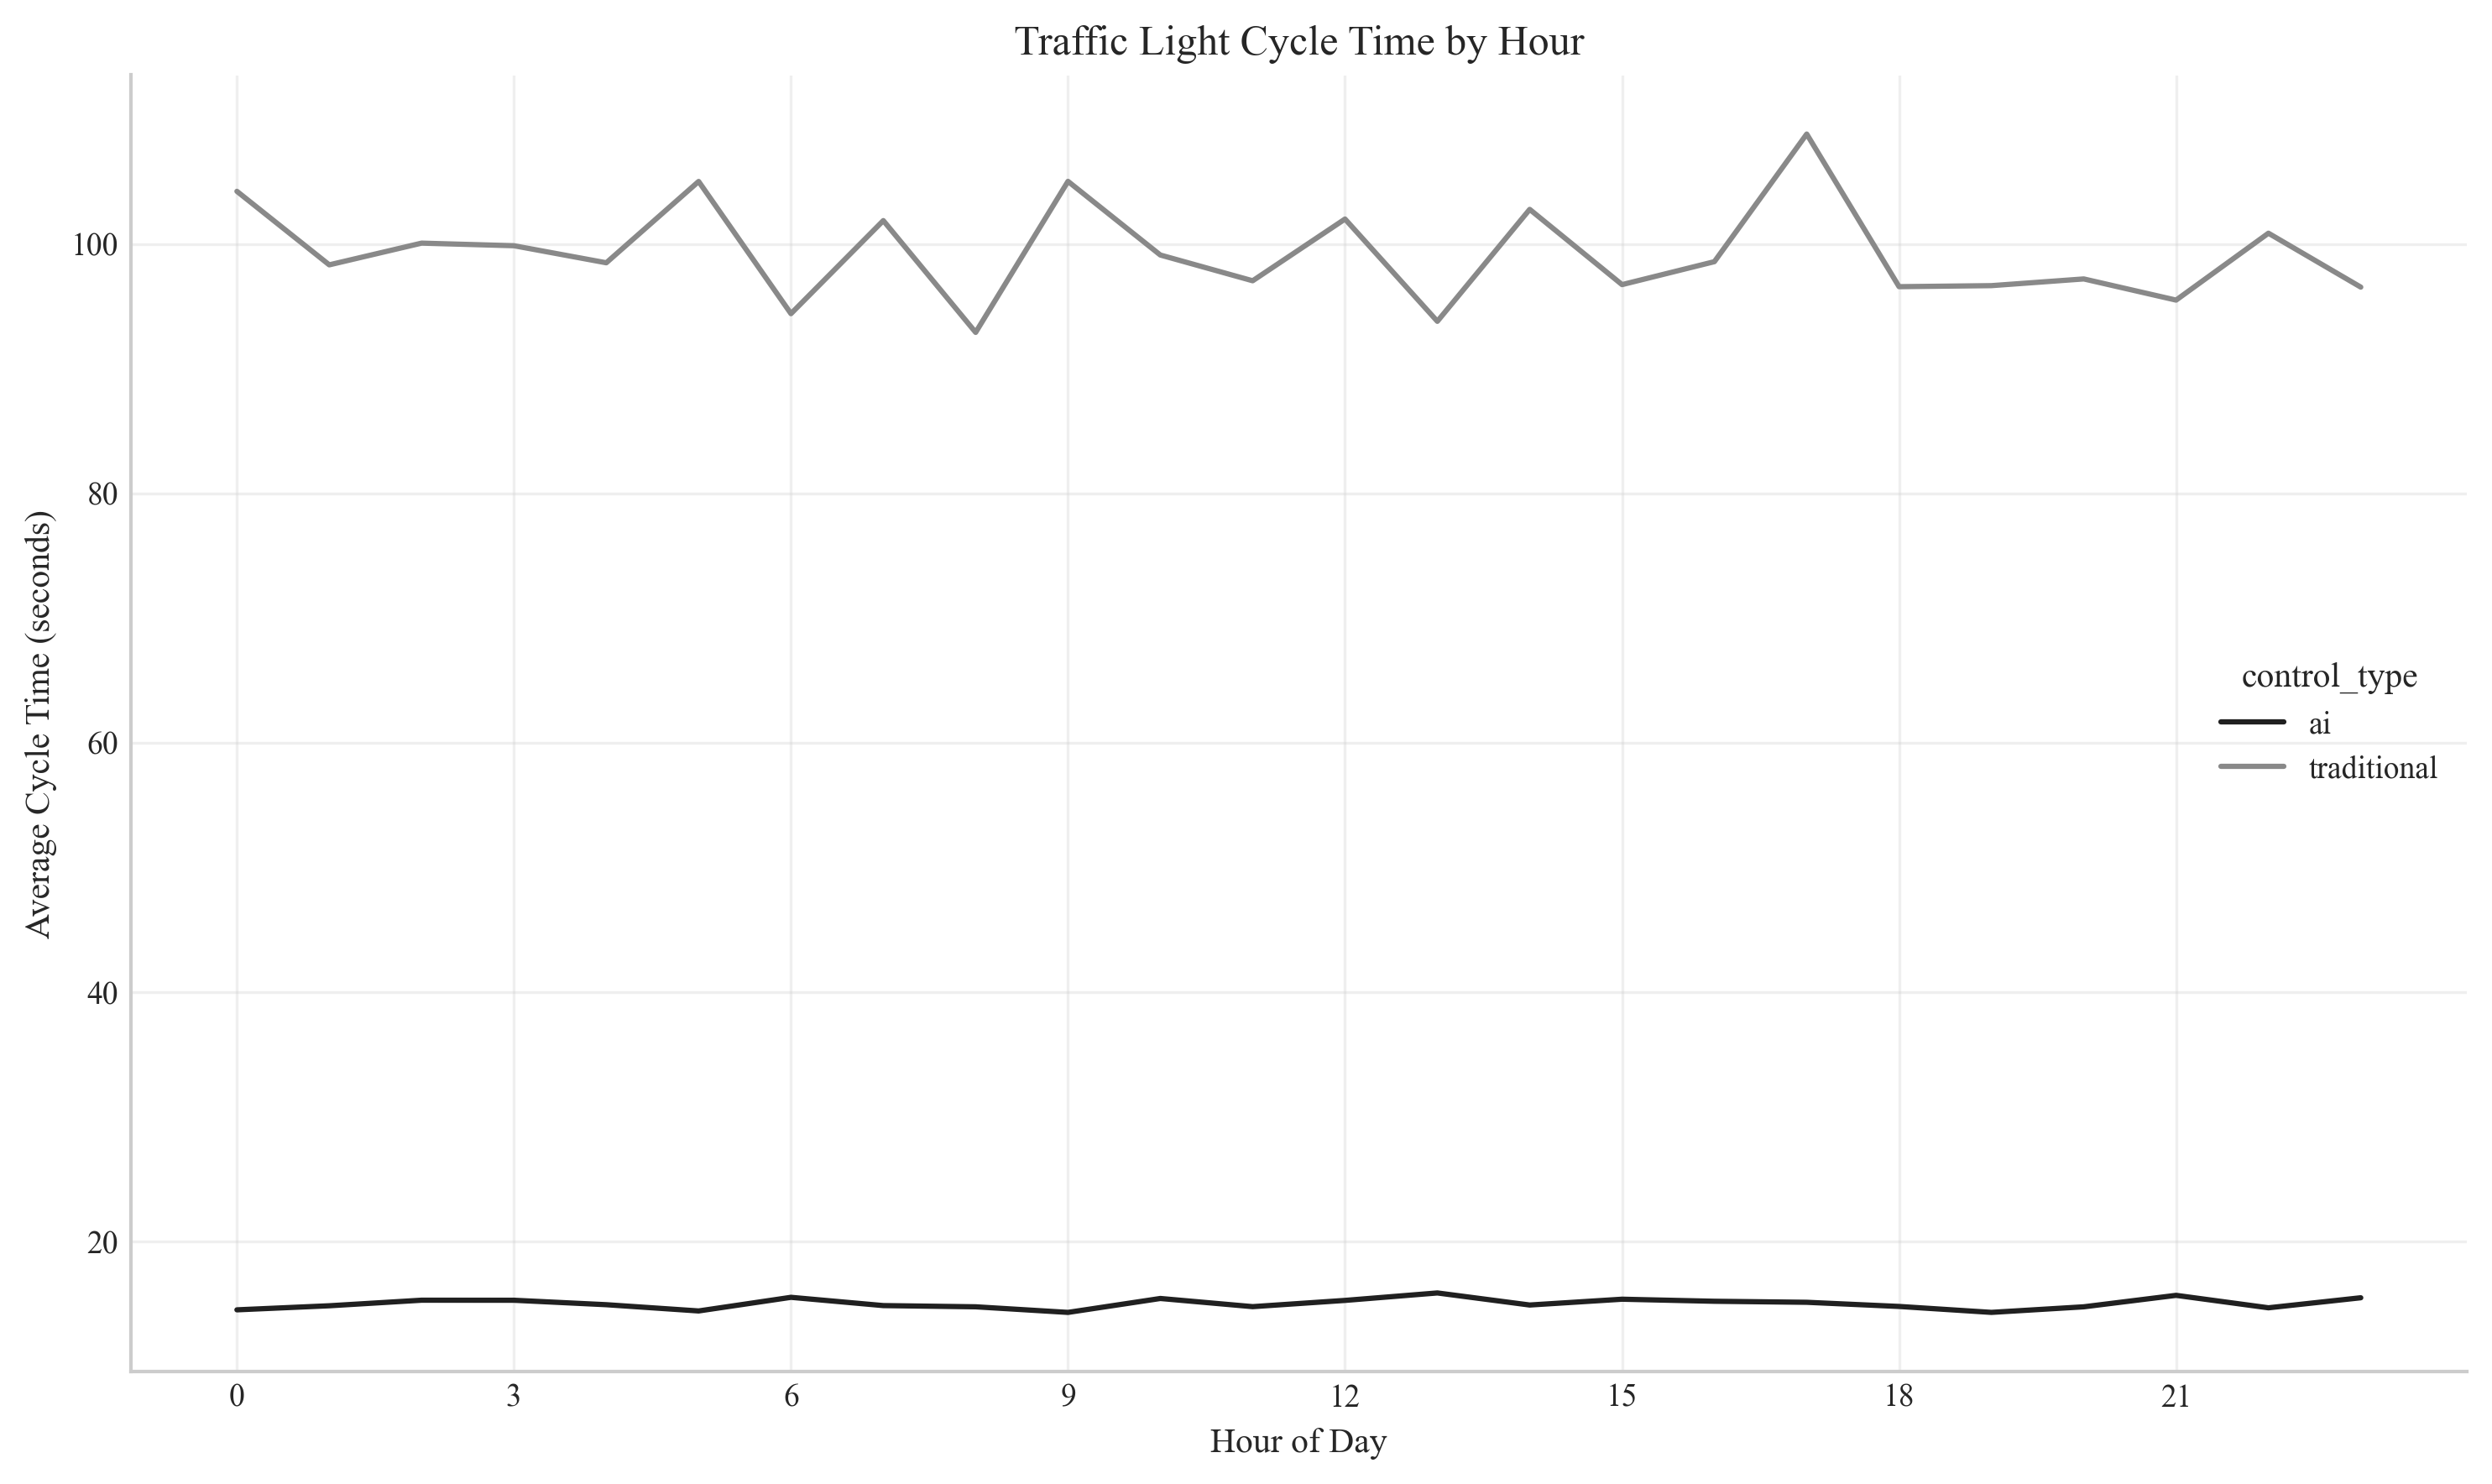 Traffic Light Cycle Time by Hour
Average Cycle Time (seconds)
100
80
60
40
20
control_type
ai
traditional
0 3 6 9 12 15 18 21
Hour of Day